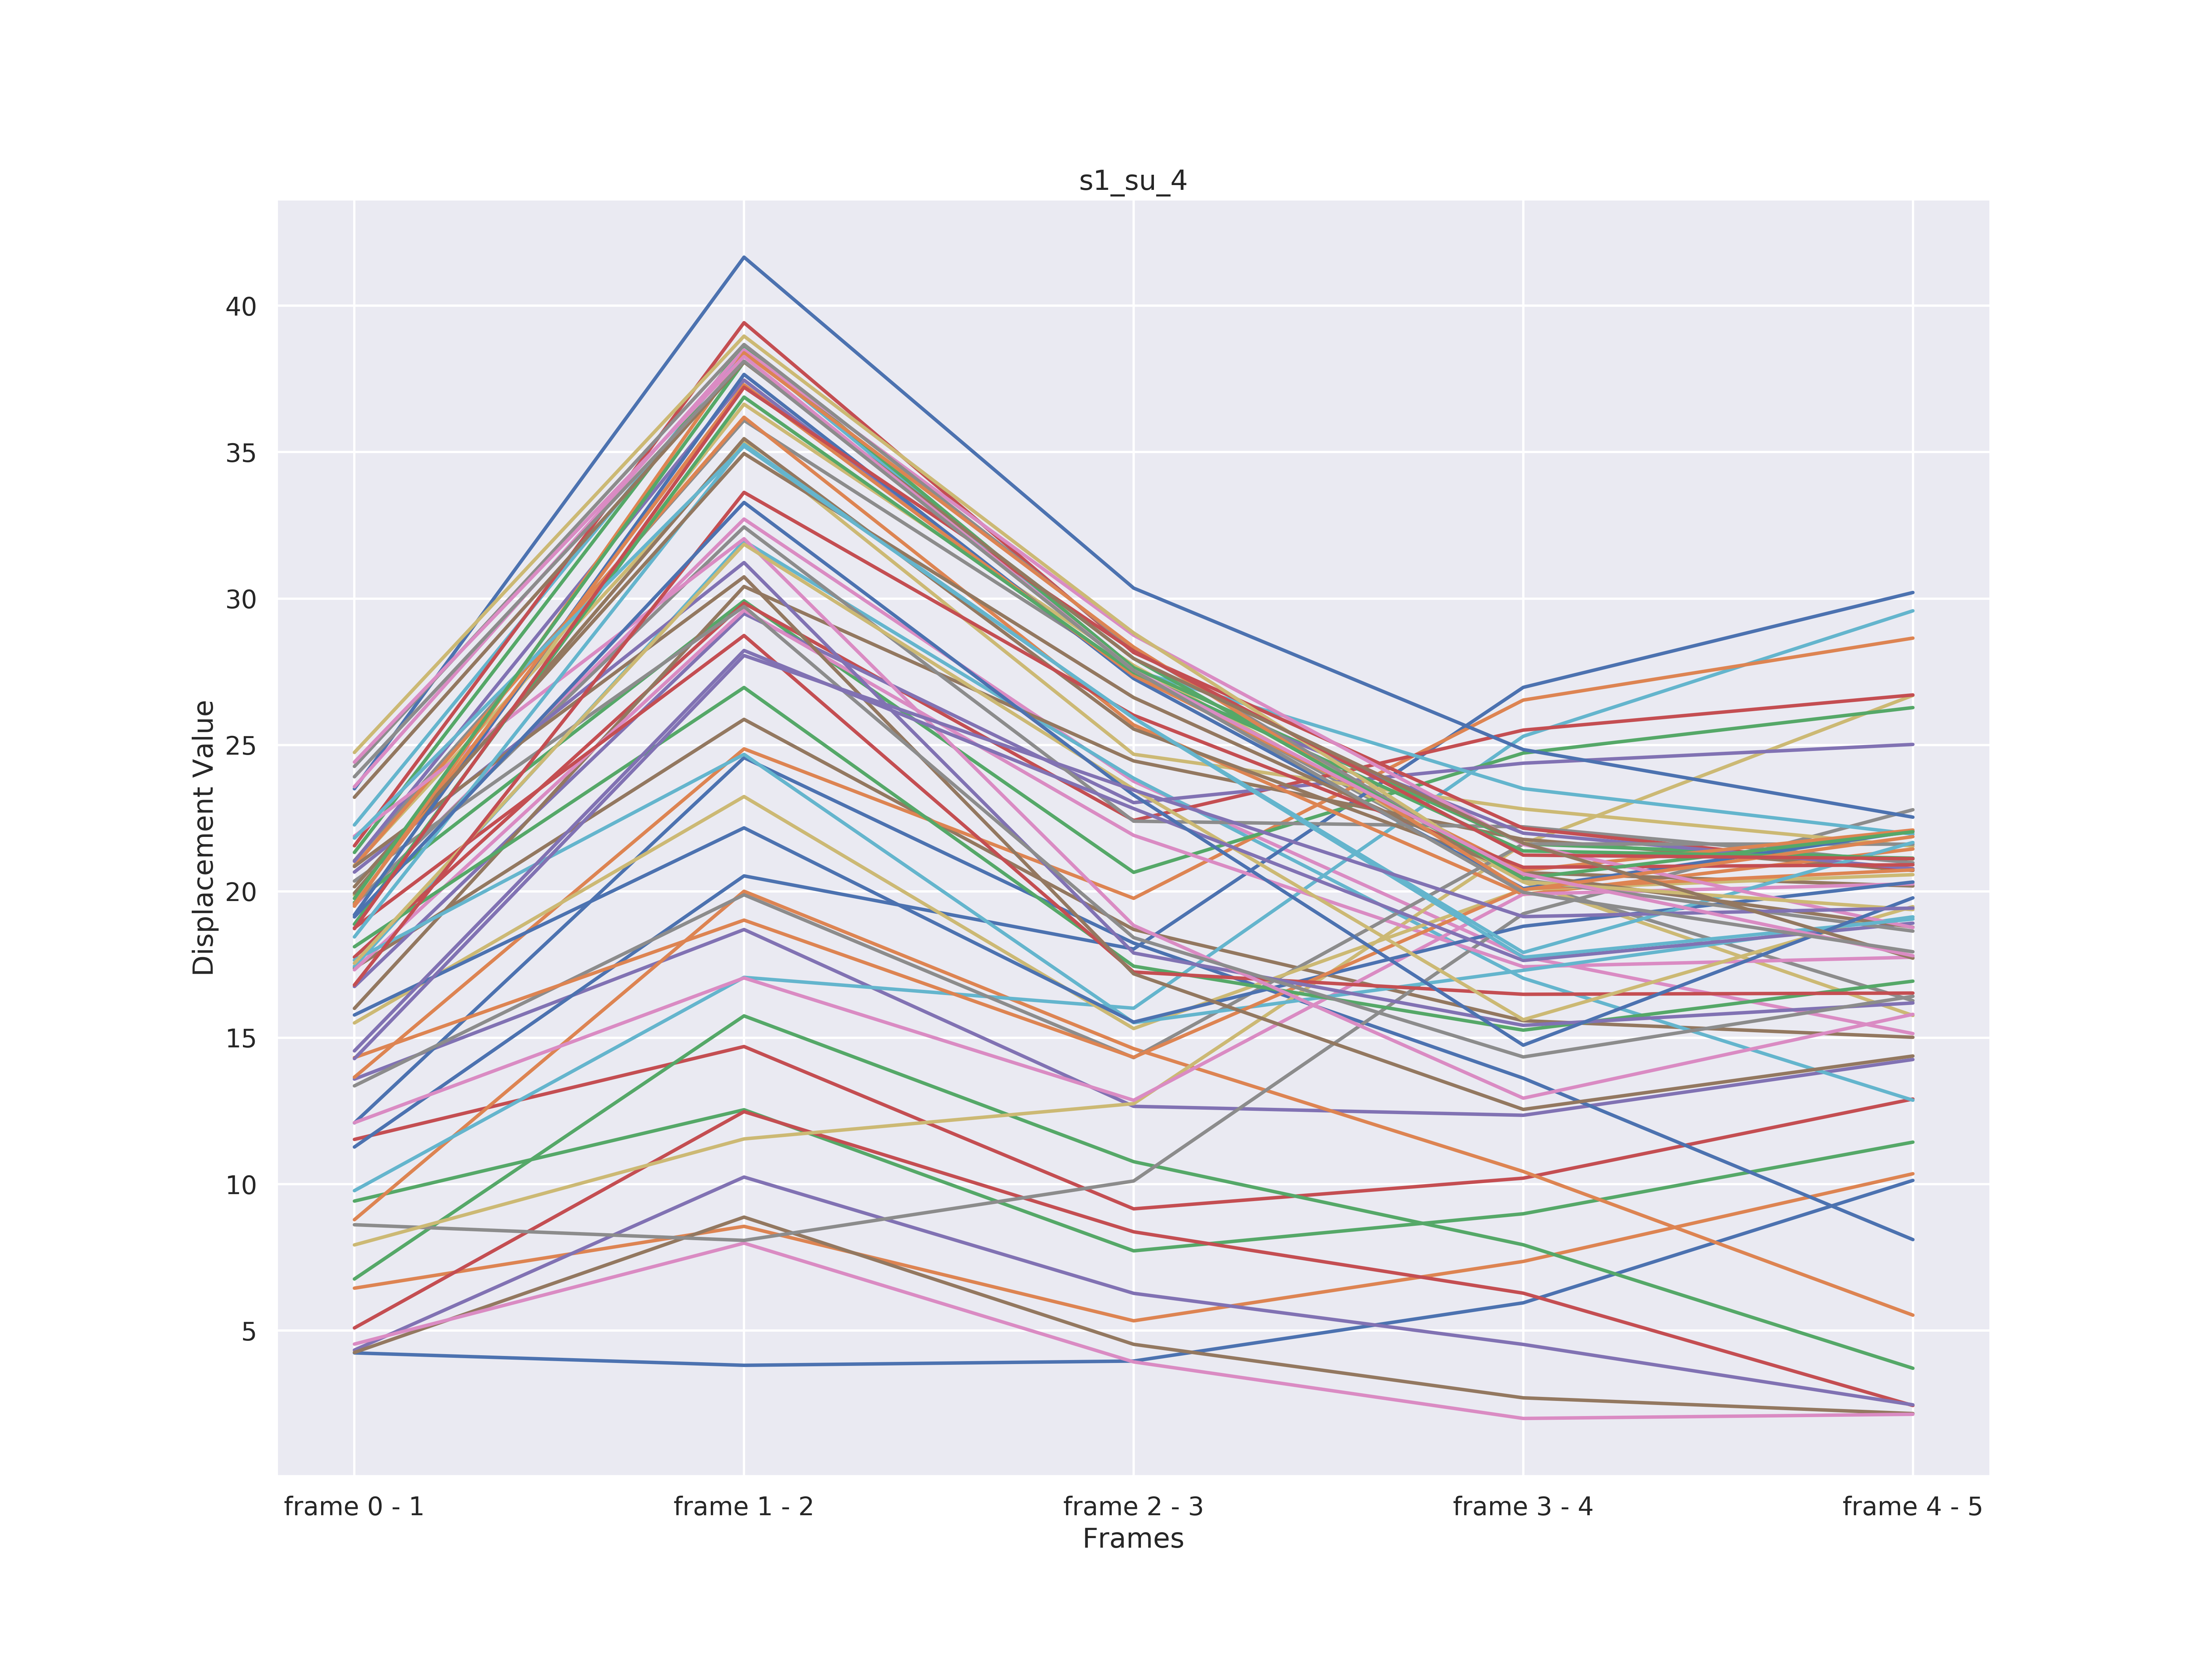 s1_su_4
Displacement Value
40
35
30
25
20
15
10
5
frame 0 - 1
frame 1 - 2
frame 2 - 3
frame 3 - 4
frame 4 - 5
Frames